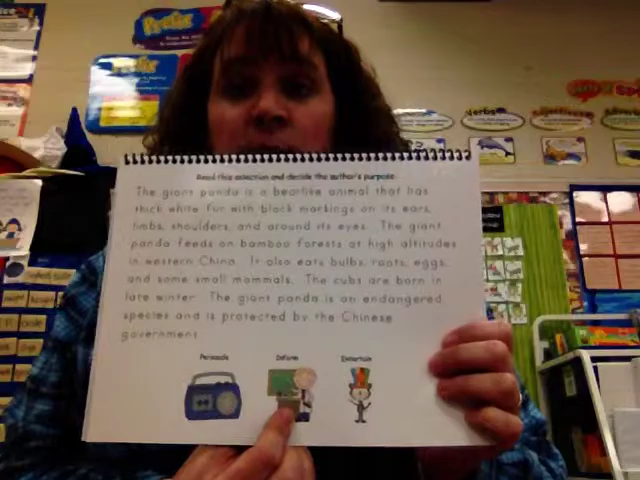 Prefix
Prefix
Verbs
Adjectives
Read this selection and decide the author's purpose.
The giant panda is a bearlike animal that has
thick white fur with black markings on its ears,
limbs, shoulders, and around its eyes. The giant
panda feeds on bamboo forests at high altitudes
in western China. It also eats bulbs, roots, eggs,
and some small mammals. The cubs are born in
late winter. The giant panda is an endangered
species and is protected by the Chinese
government.
Persuade Inform Entertain